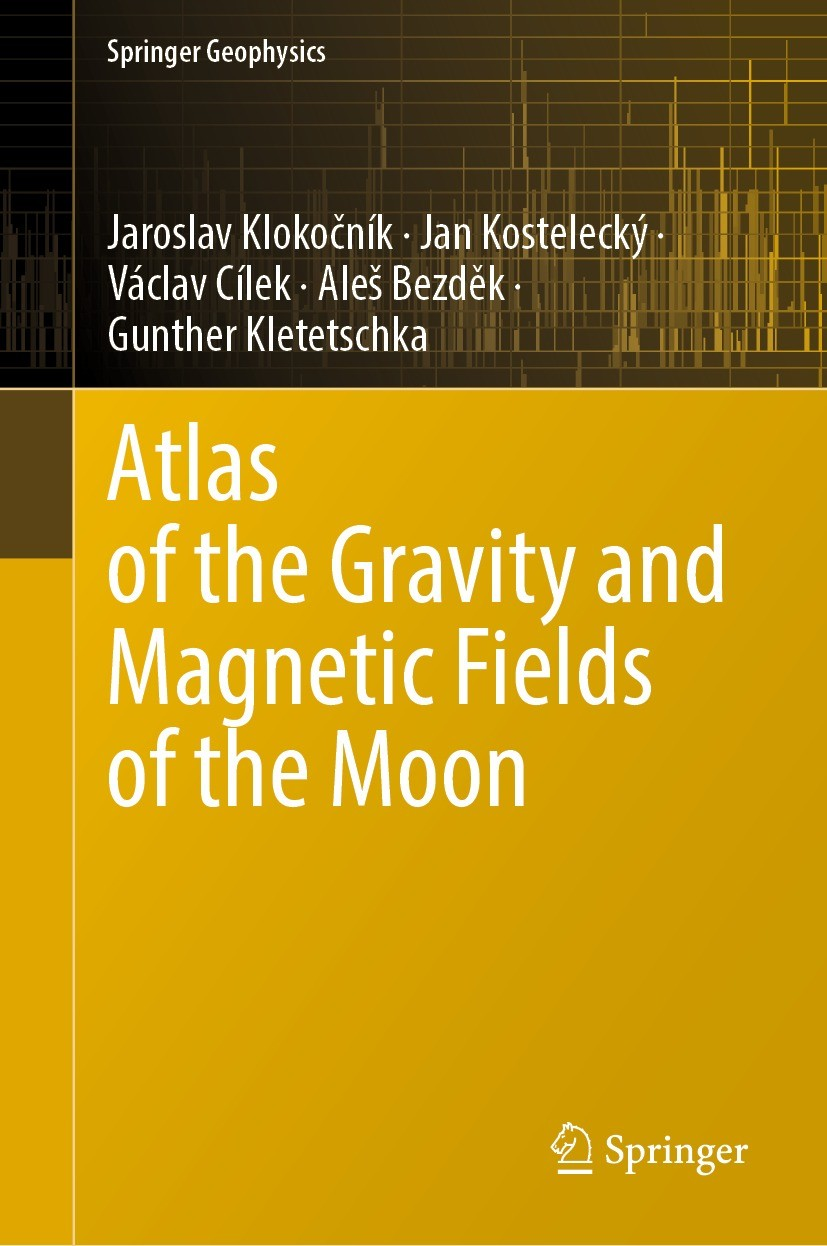 Springer Geophysics
Jaroslav Klokočník · Jan Kostelecký ·
Václav Cílek · Aleš Bezděk ·
Gunther Kletetschka
Atlas
of the Gravity and
Magnetic Fields
of the Moon
Springer